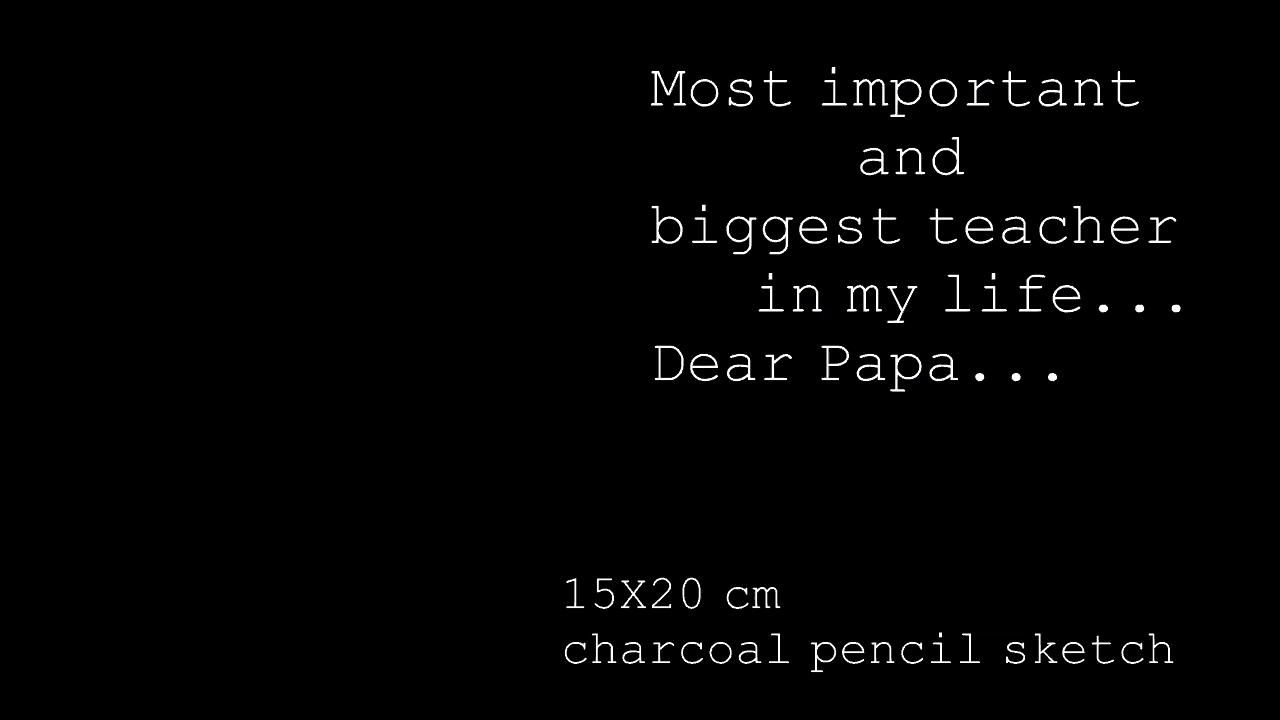 Most important
and
biggest teacher
in my life...
Dear Papa...
15X20 cm
charcoal pencil sketch